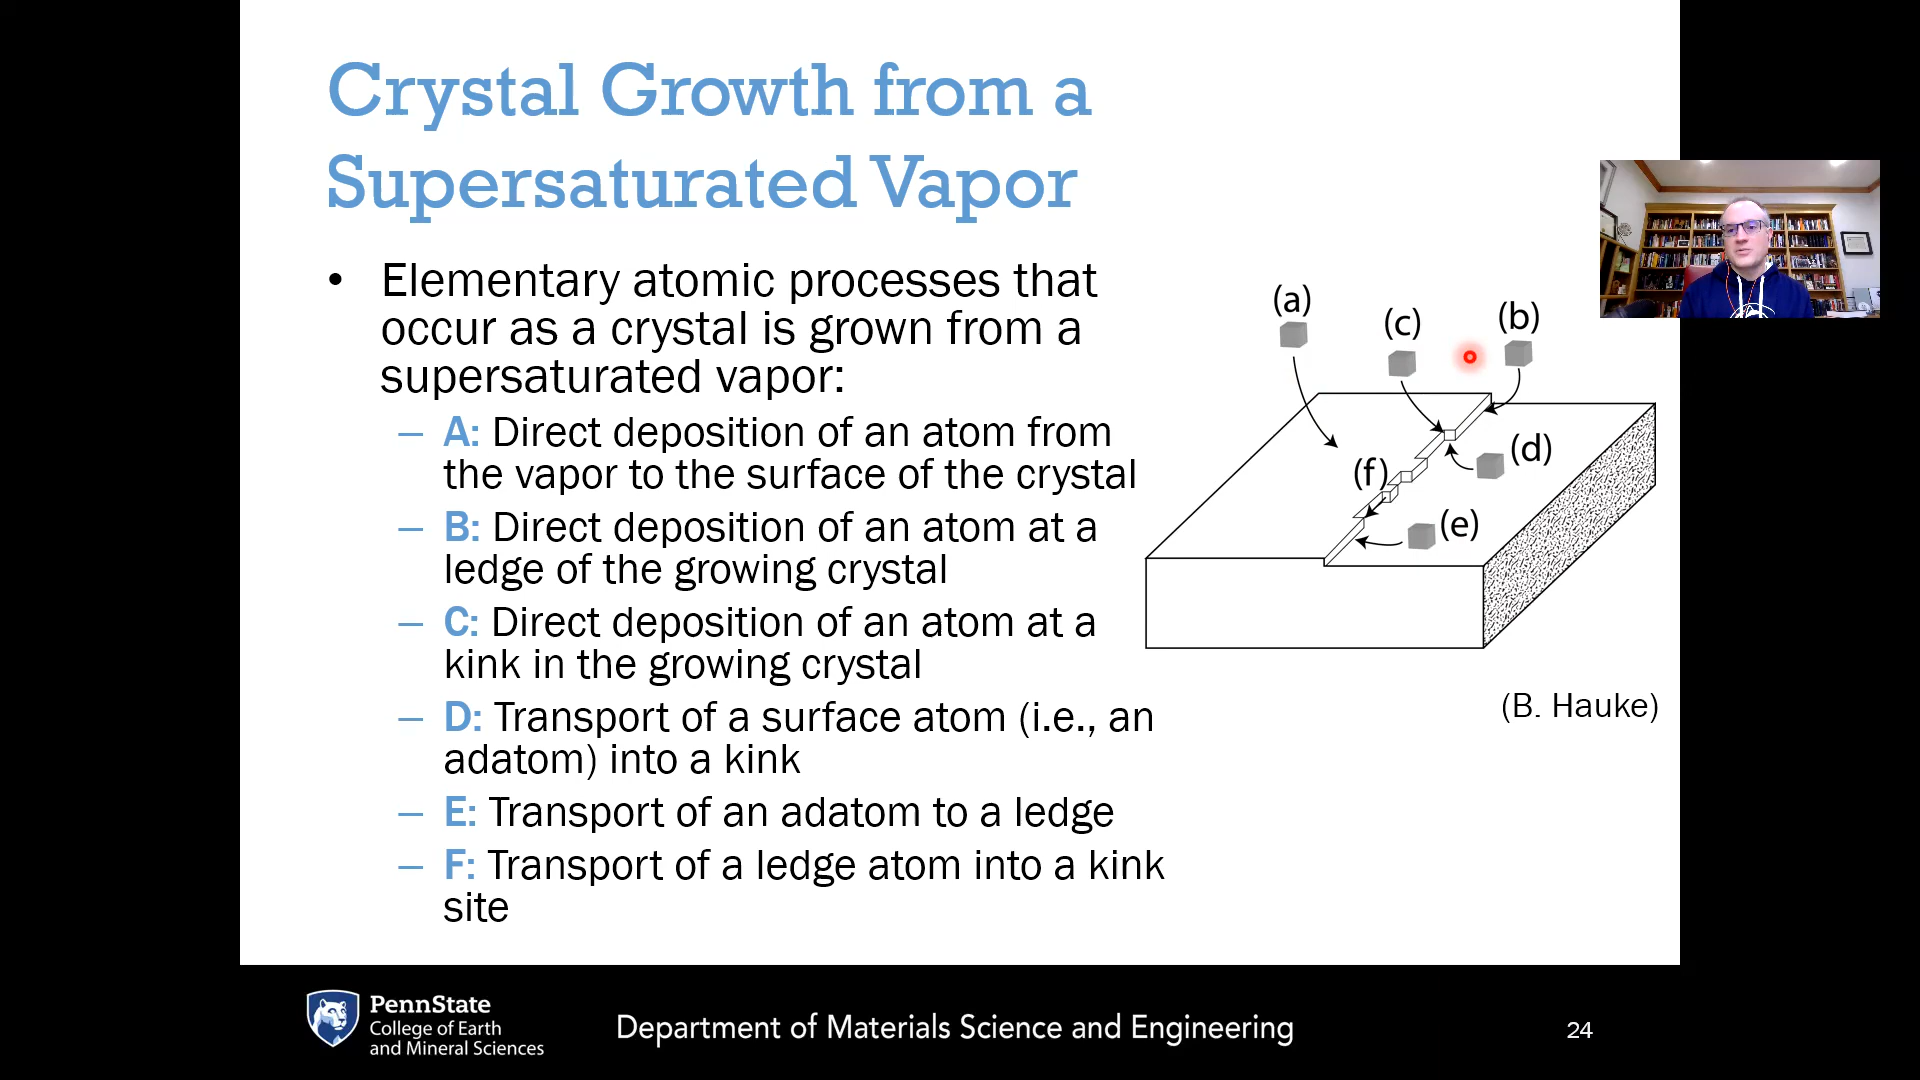 Crystal Growth from a
Supersaturated Vapor
• Elementary atomic processes that
occur as a crystal is grown from a
supersaturated vapor:
– A: Direct deposition of an atom from
the vapor to the surface of the crystal
– B: Direct deposition of an atom at a
ledge of the growing crystal
– C: Direct deposition of an atom at a
kink in the growing crystal
– D: Transport of a surface atom (i.e., an
adatom) into a kink
– E: Transport of an adatom to a ledge
– F: Transport of a ledge atom into a kink
site
(a)
(c)
(b)
(d)
(f)
(e)
(B. Hauke)
PennState
College of Earth
and Mineral Sciences
Department of Materials Science and Engineering
24